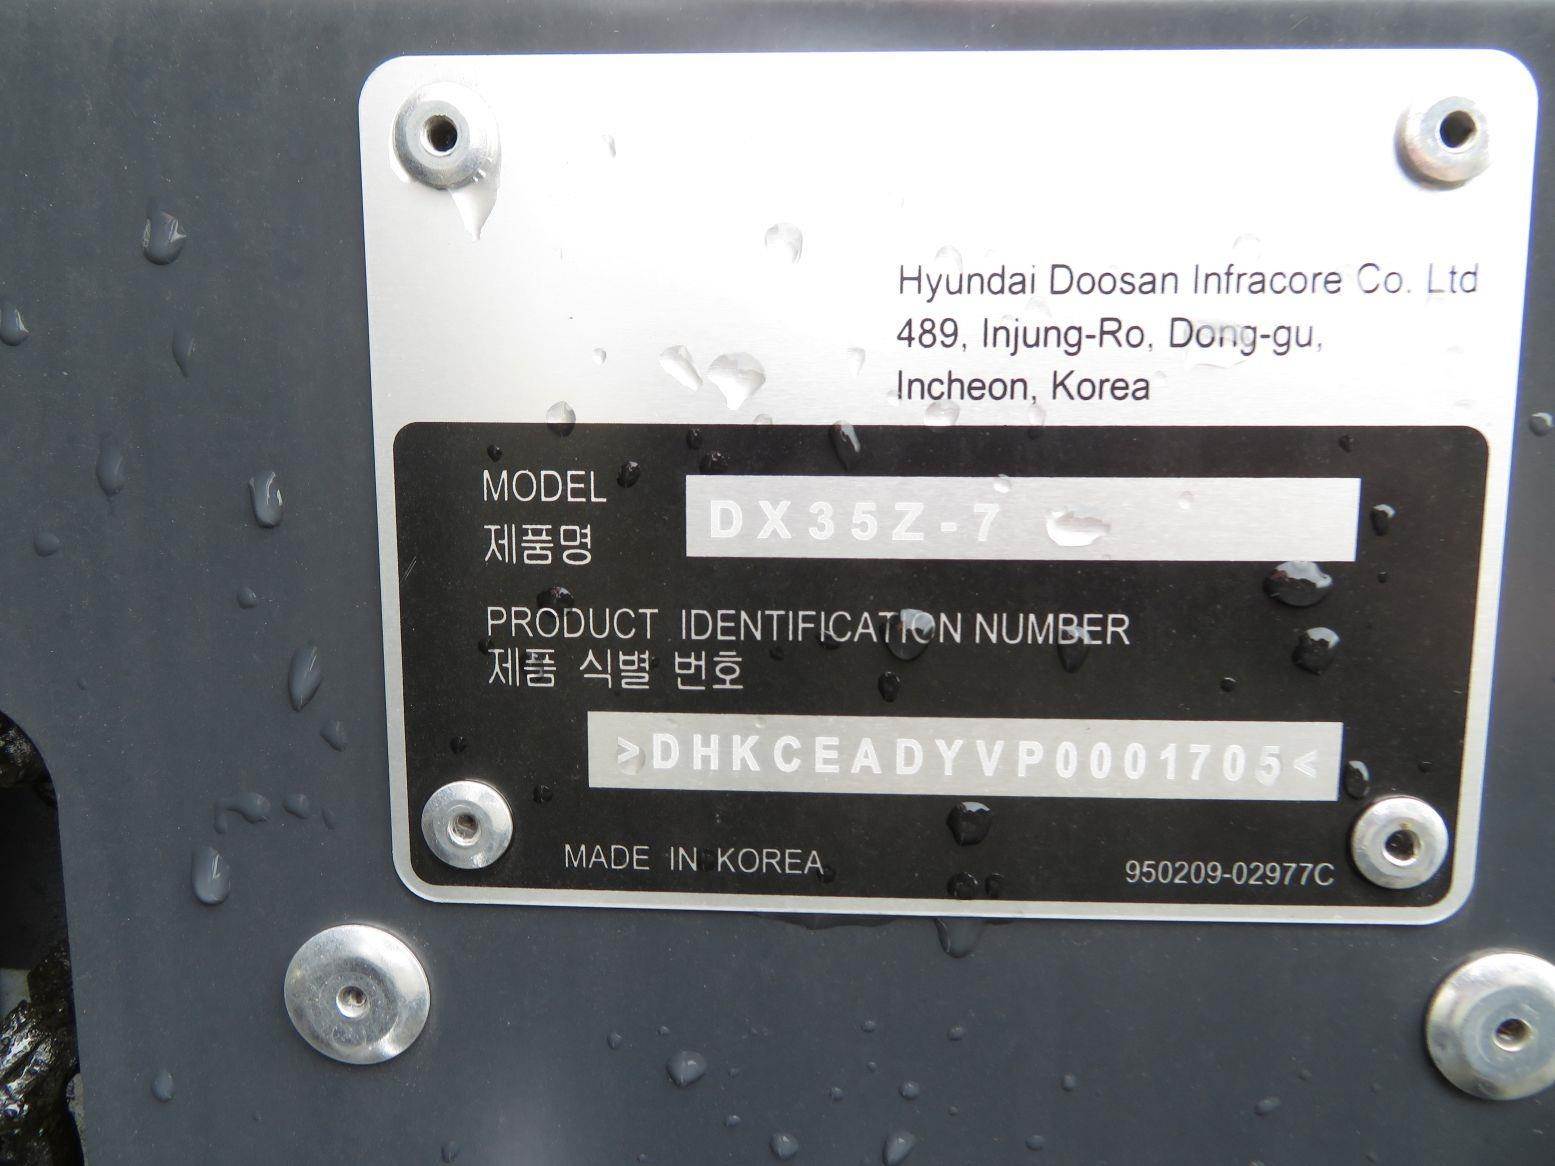 Hyundai Doosan Infracore Co. Ltd
489, Injung-Ro, Dong-gu,
Incheon, Korea
MODEL
제품명
DX35Z-7
PRODUCT IDENTIFICATION NUMBER
제품 식별 번호
>DHKCEADYVP0001705<
MADE IN KOREA
950209-02977C